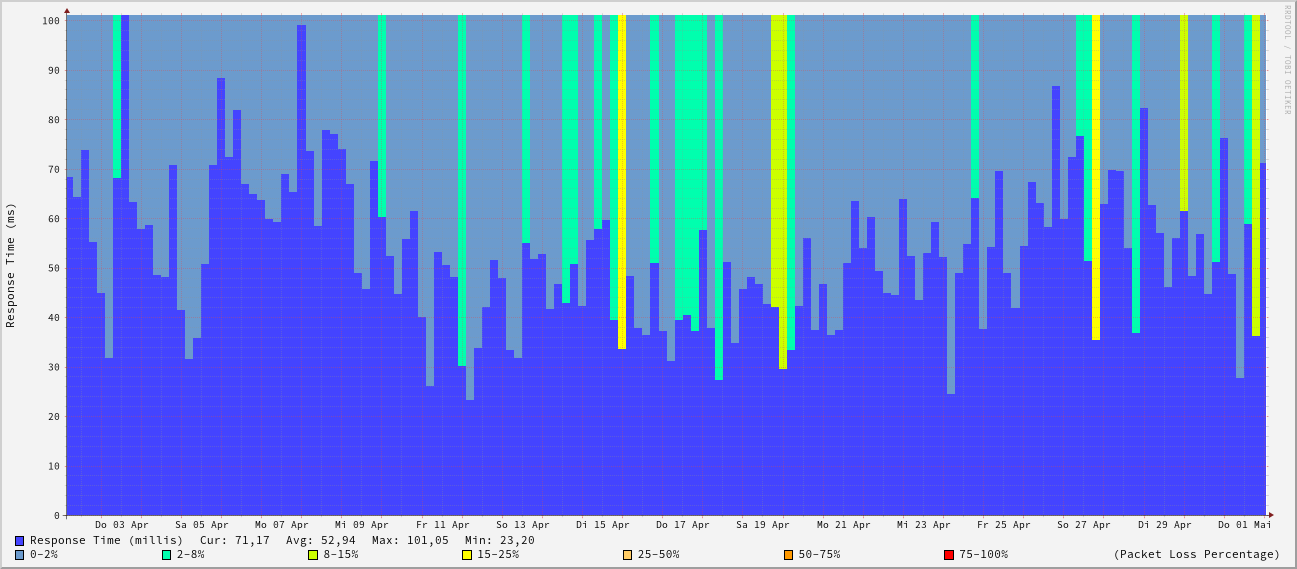 RRDTOOL / TOBI OETIKER
Response Time (ms)
100
90
80
70
60
50
40
30
20
10
0
Do 03 Apr Sa 05 Apr Mo 07 Apr Mi 09 Apr Fr 11 Apr So 13 Apr Di 15 Apr Do 17 Apr Sa 19 Apr Mo 21 Apr Mi 23 Apr Fr 25 Apr So 27 Apr Di 29 Apr Do 01 Mai
Response Time (millis) Cur: 71,17 Avg: 52,94 Max: 101,05 Min: 23,20
0-2% 2-8% 8-15% 15-25% 25-50% 50-75% 75-100% (Packet Loss Percentage)